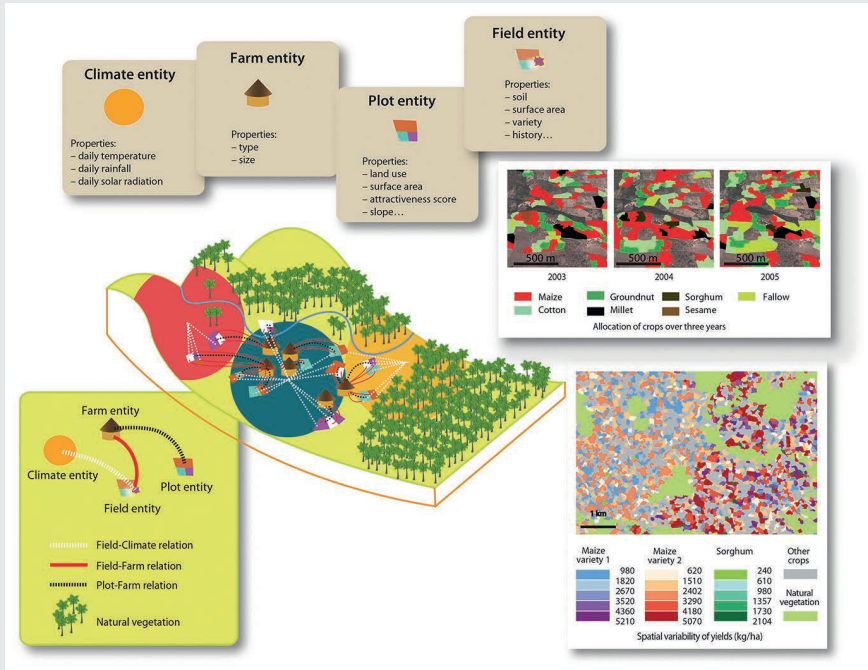 Climate entity
Properties:
– daily temperature
– daily rainfall
– daily solar radiation
Farm entity
Properties:
– type
– size
Plot entity
Properties:
– land use
– surface area
– attractiveness score
– slope…
Field entity
Properties:
– soil
– surface area
– variety
– history…
500 m 500 m 500 m
2003 2004 2005
Maize Groundnut Sorghum Fallow
Cotton Millet Sesame
Allocation of crops over three years
Farm entity
Climate entity
Plot entity
Field entity
Field-Climate relation
Field-Farm relation
Plot-Farm relation
Natural vegetation
1 km
Maize variety 1
980
1820
2670
3520
4360
5210
Maize variety 2
620
1510
2402
3290
4180
5070
Sorghum
240
610
980
1357
1730
2104
Other crops
Natural vegetation
Spatial variability of yields (kg/ha)